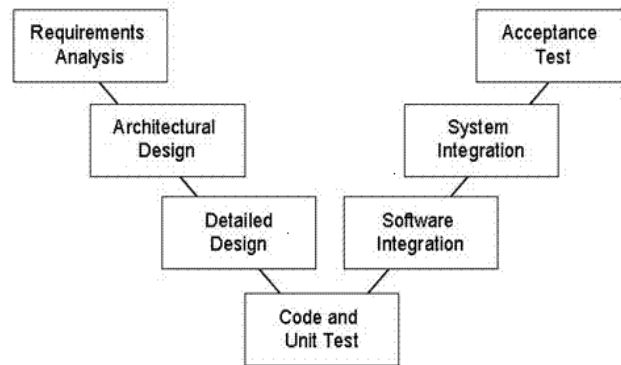 Requirements
Analysis
Acceptance
Test
Architectural
Design
System
Integration
Detailed
Design
Software
Integration
Code and
Unit Test